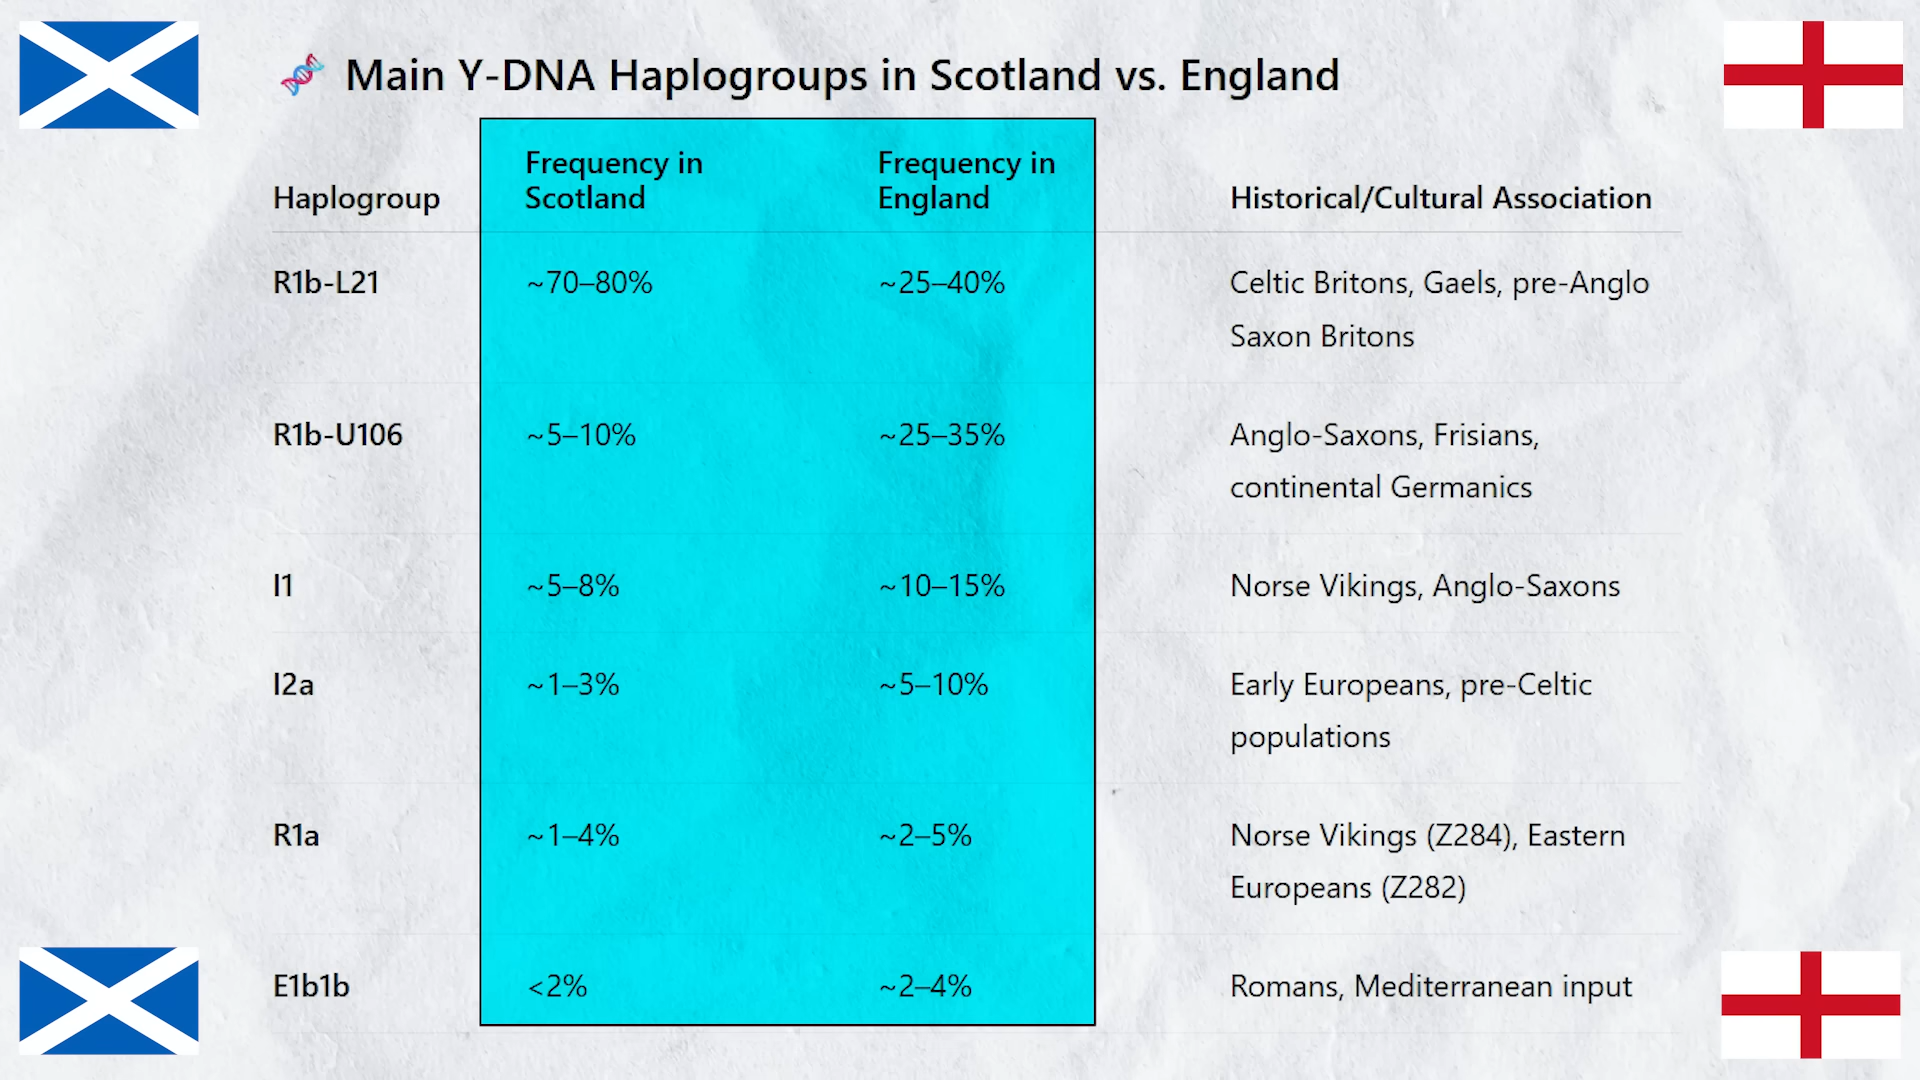 Main Y-DNA Haplogroups in Scotland vs. England
Haplogroup
Frequency in
Scotland
Frequency in
England
Historical/Cultural Association
R1b-L21
~70–80%
~25–40%
Celtic Britons, Gaels, pre-Anglo
Saxon Britons
R1b-U106
~5–10%
~25–35%
Anglo-Saxons, Frisians,
continental Germanics
I1
~5–8%
~10–15%
Norse Vikings, Anglo-Saxons
I2a
~1–3%
~5–10%
Early Europeans, pre-Celtic
populations
R1a
~1–4%
~2–5%
Norse Vikings (Z284), Eastern
Europeans (Z282)
E1b1b
<2%
~2–4%
Romans, Mediterranean input